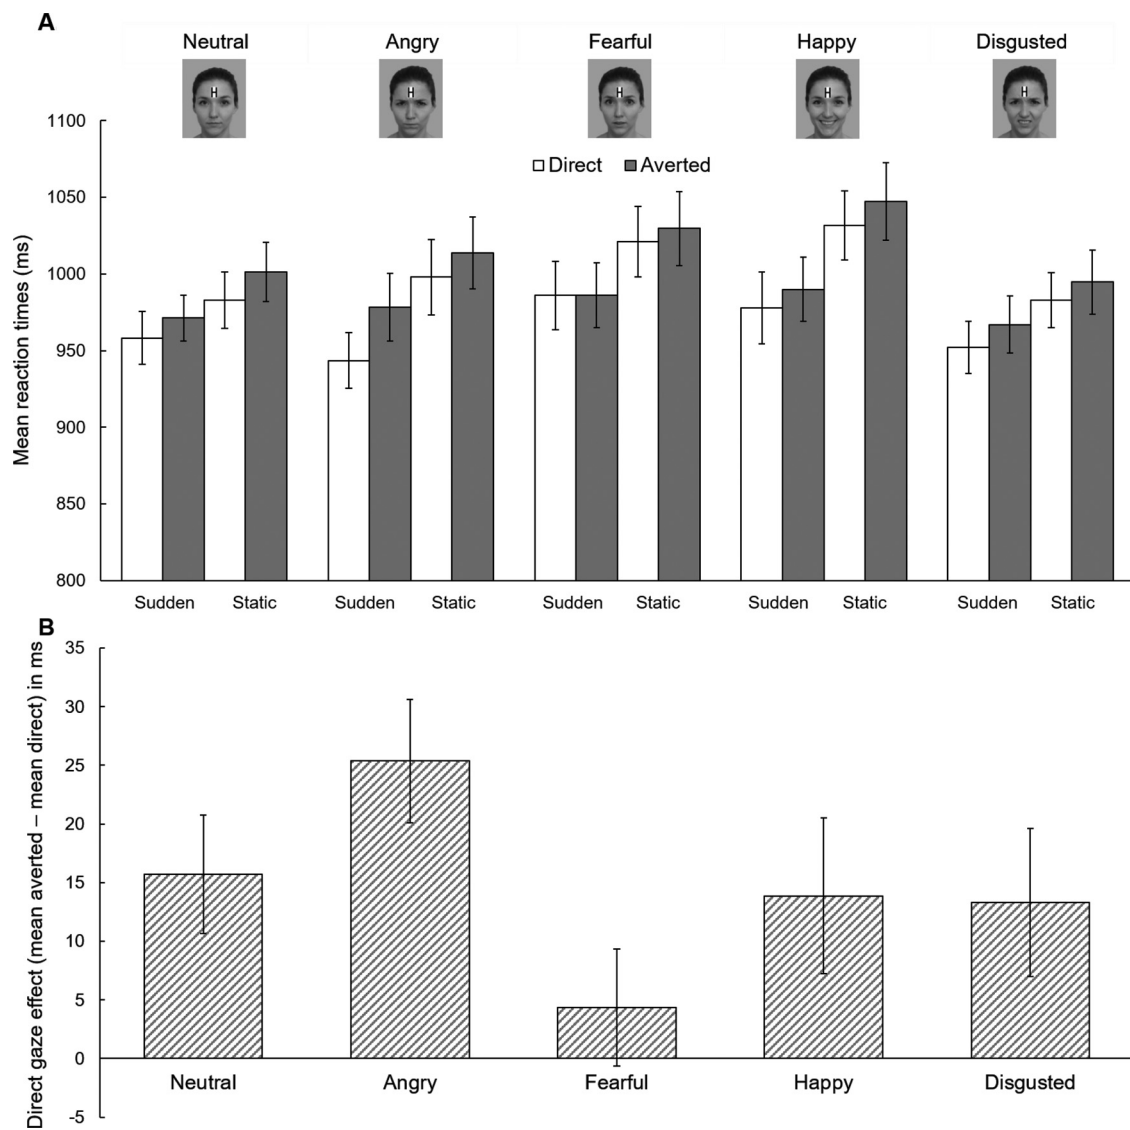 A
Neutral Angry Fearful Happy Disgusted
H H H H H
Direct Averted
Mean reaction times (ms)
1100
1050
1000
950
900
850
800
Sudden Static Sudden Static Sudden Static Sudden Static Sudden Static
B
Direct gaze effect (mean averted – mean direct) in ms
35
30
25
20
15
10
5
0
-5
Neutral Angry Fearful Happy Disgusted